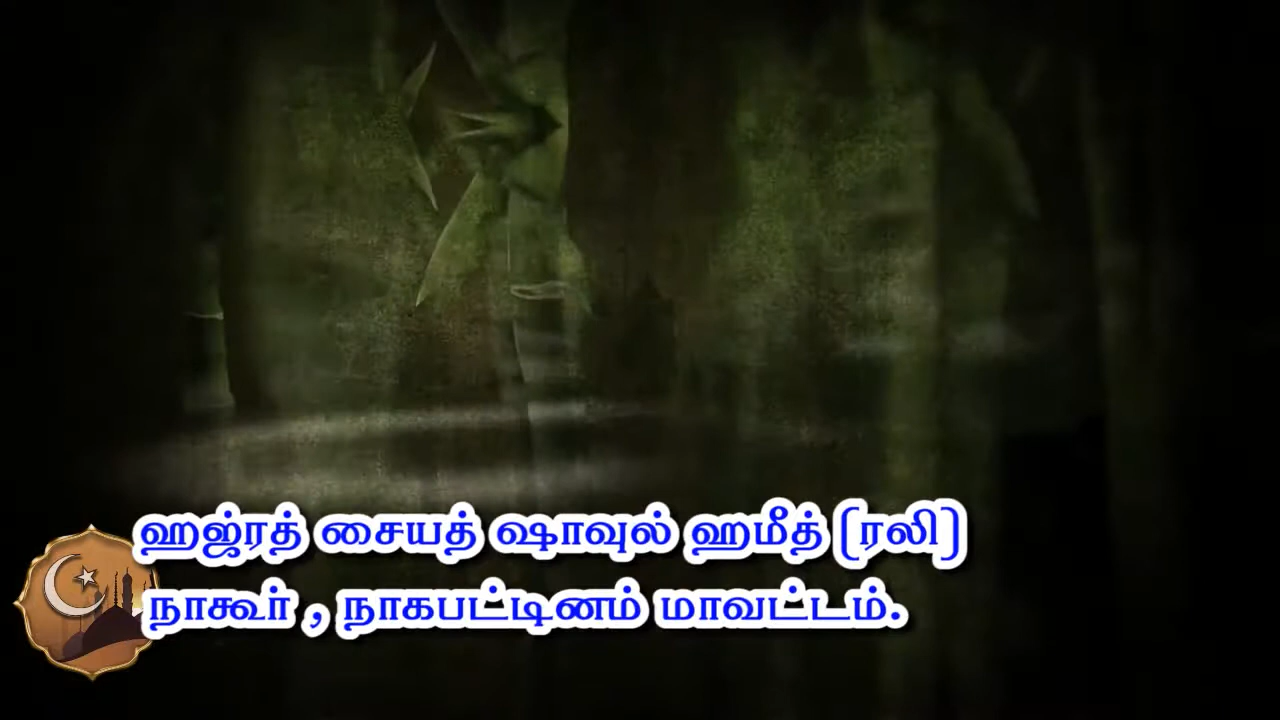 ஹஜ்ரத் சையத் ஷாவுல் ஹமீத் (ரலி)
நாகூர் , நாகபட்டினம் மாவட்டம்.